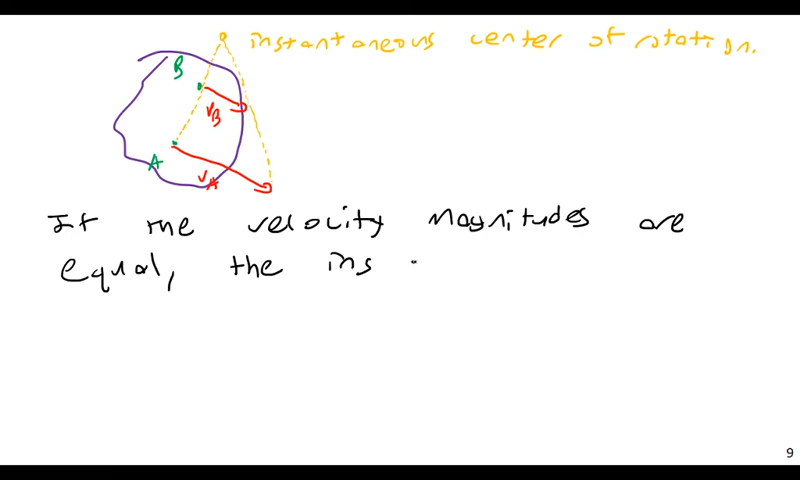 instantaneous center of rotation.
B
vB
A
vA
If the velocity magnitudes are
equal, the ins
9